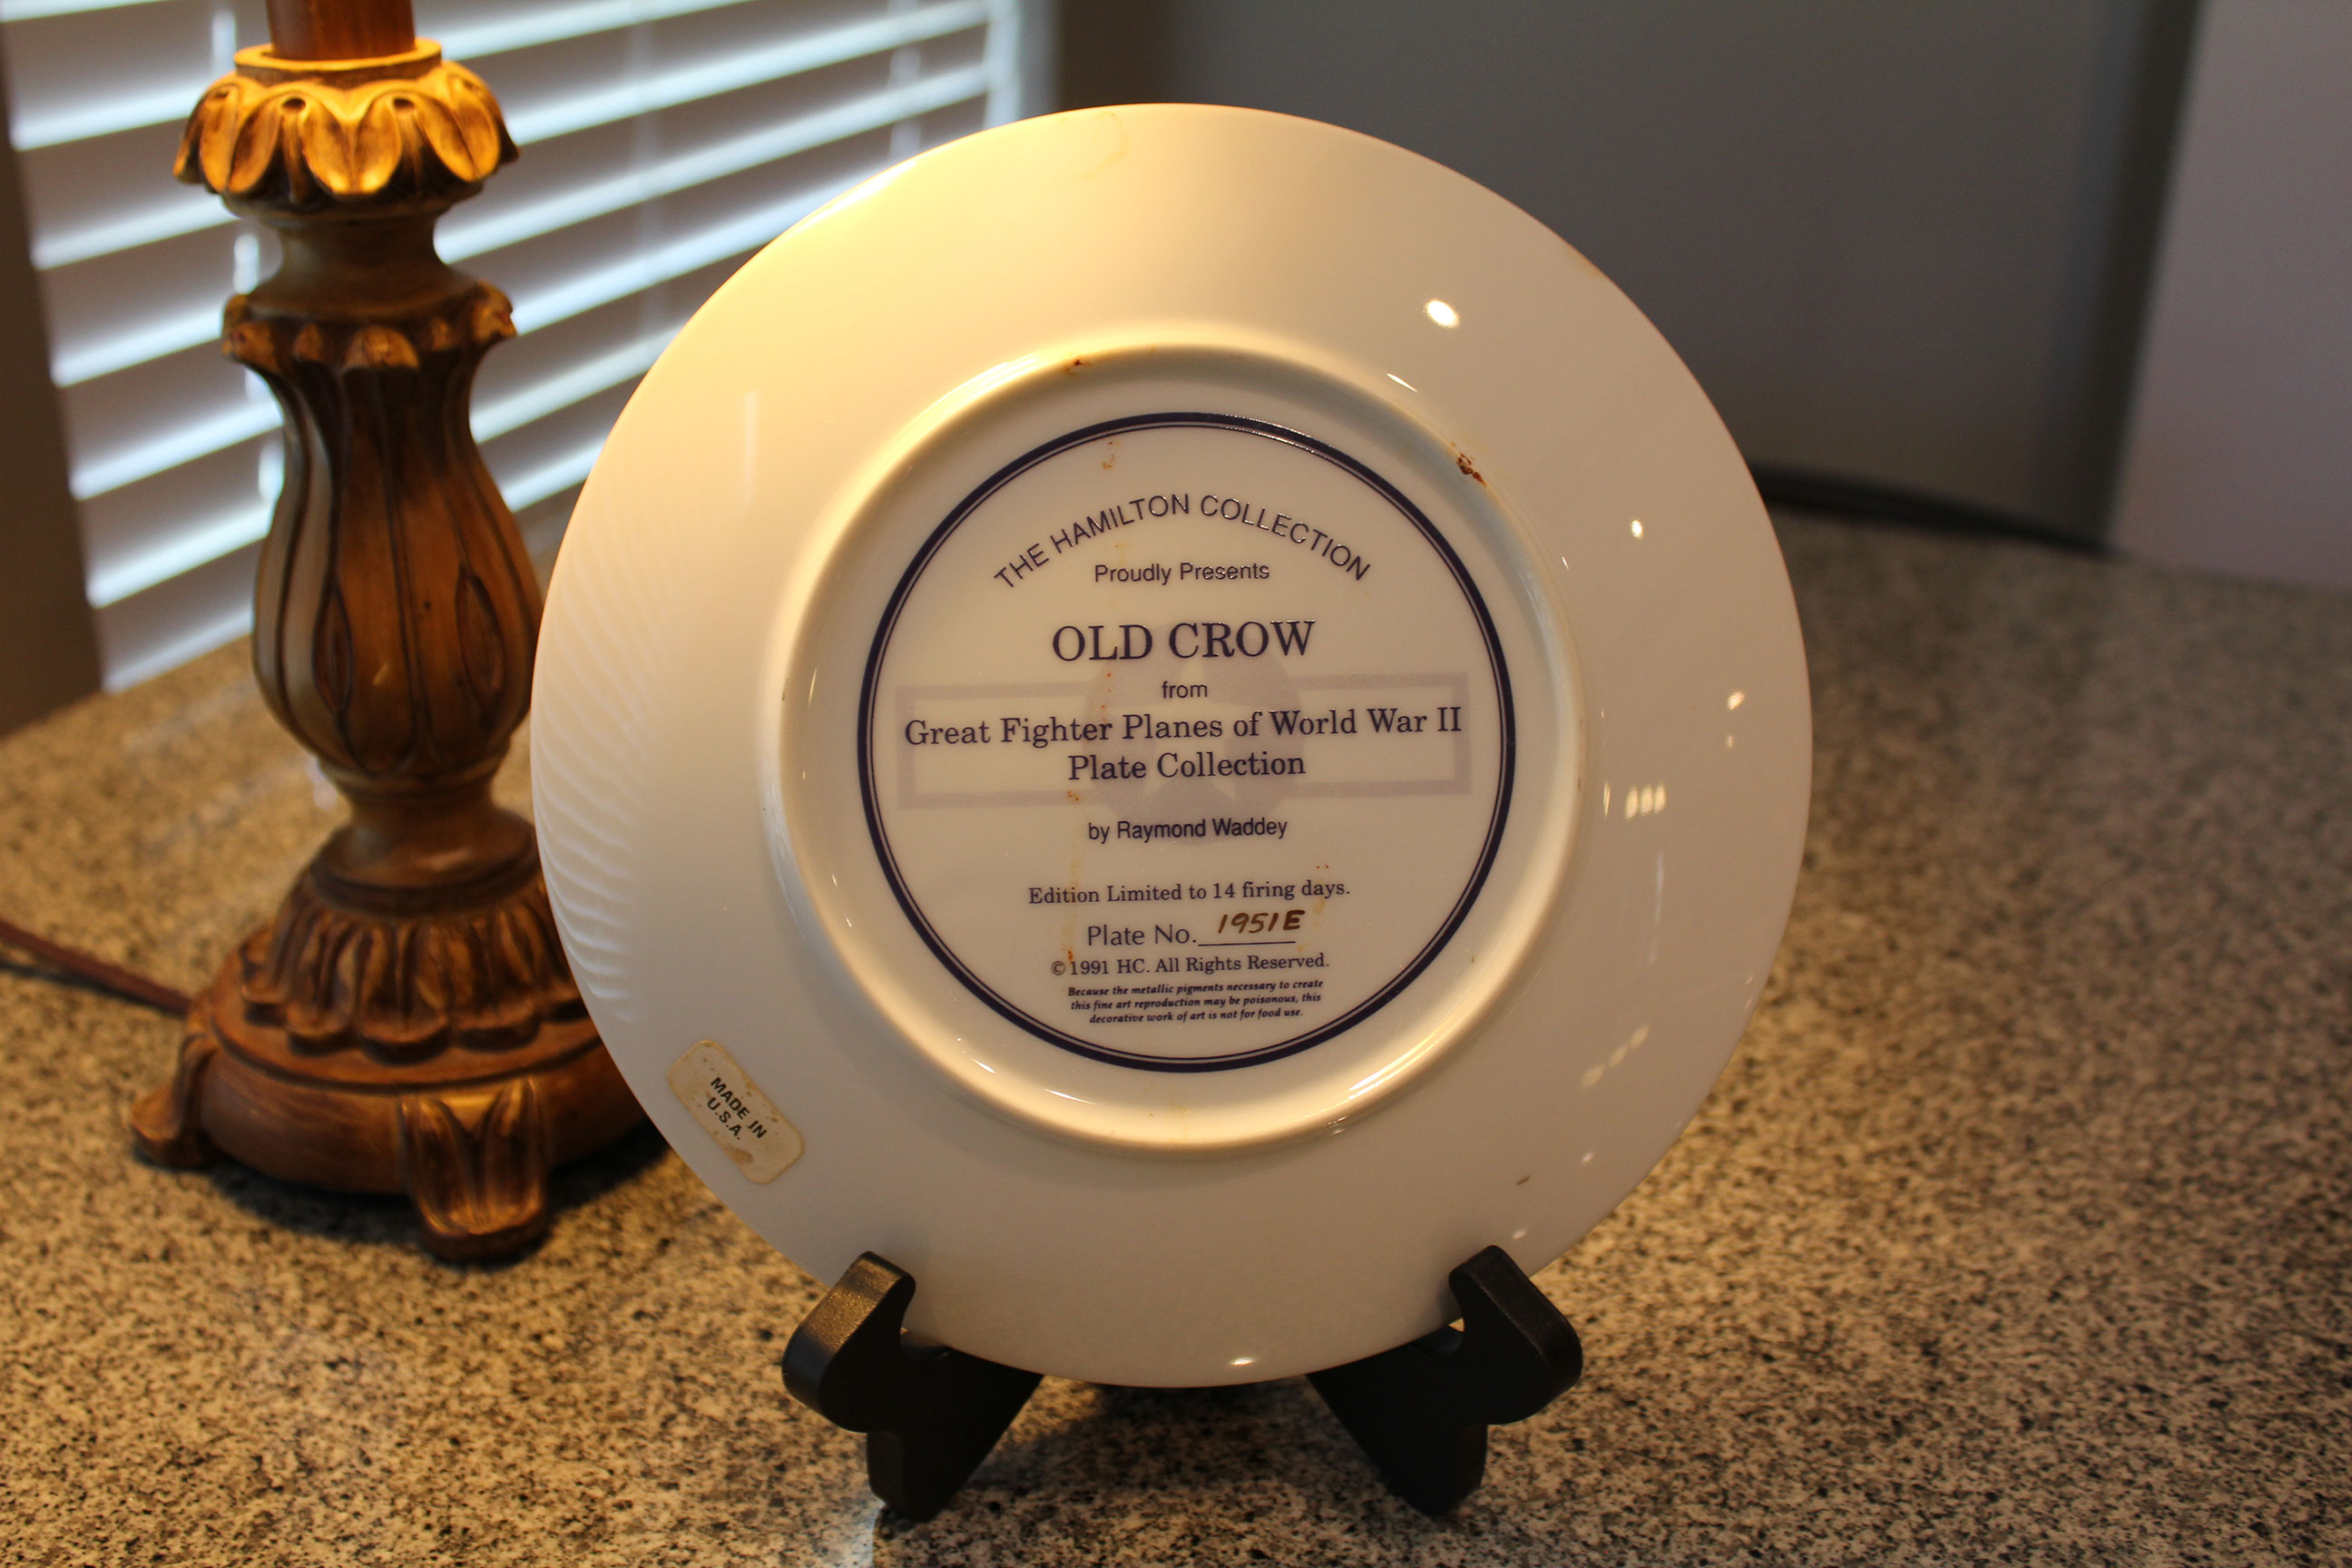 THE HAMILTON COLLECTION
Proudly Presents
OLD CROW
from
Great Fighter Planes of World War II
Plate Collection
by Raymond Waddey
Edition Limited to 14 firing days.
Plate No. 1951E
©1991 HC. All Rights Reserved.
Because the metallic pigments necessary to create
this fine art reproduction may be poisonous, this
decorative work of art is not for food use.
MADE IN
U.S.A.